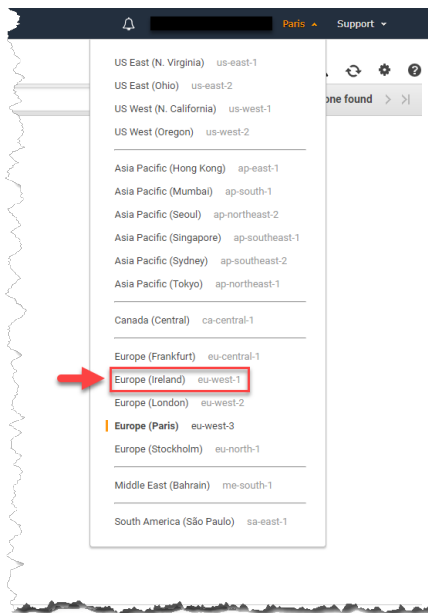 Paris Support
US East (N. Virginia) us-east-1
US East (Ohio) us-east-2
US West (N. California) us-west-1
one found
US West (Oregon) us-west-2
Asia Pacific (Hong Kong) ap-east-1
Asia Pacific (Mumbai) ap-south-1
Asia Pacific (Seoul) ap-northeast-2
Asia Pacific (Singapore) ap-southeast-1
Asia Pacific (Sydney) ap-southeast-2
Asia Pacific (Tokyo) ap-northeast-1
Canada (Central) ca-central-1
Europe (Frankfurt) eu-central-1
Europe (Ireland) eu-west-1
Europe (London) eu-west-2
Europe (Paris) eu-west-3
Europe (Stockholm) eu-north-1
Middle East (Bahrain) me-south-1
South America (São Paulo) sa-east-1